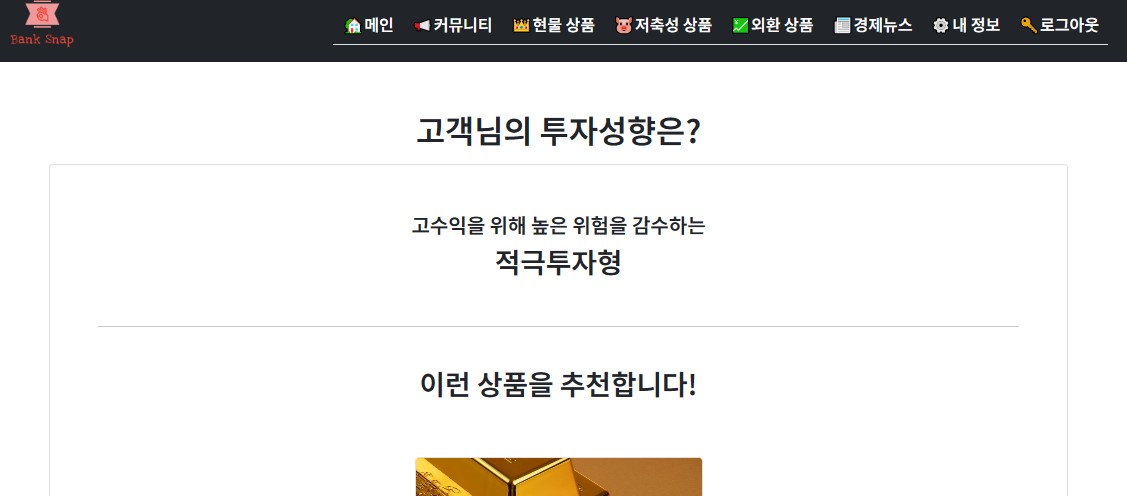 Bank Snap
메인 커뮤니티 현물 상품 저축성 상품 외환 상품 경제뉴스 내 정보 로그아웃
고객님의 투자성향은?
고수익을 위해 높은 위험을 감수하는
적극투자형
이런 상품을 추천합니다!